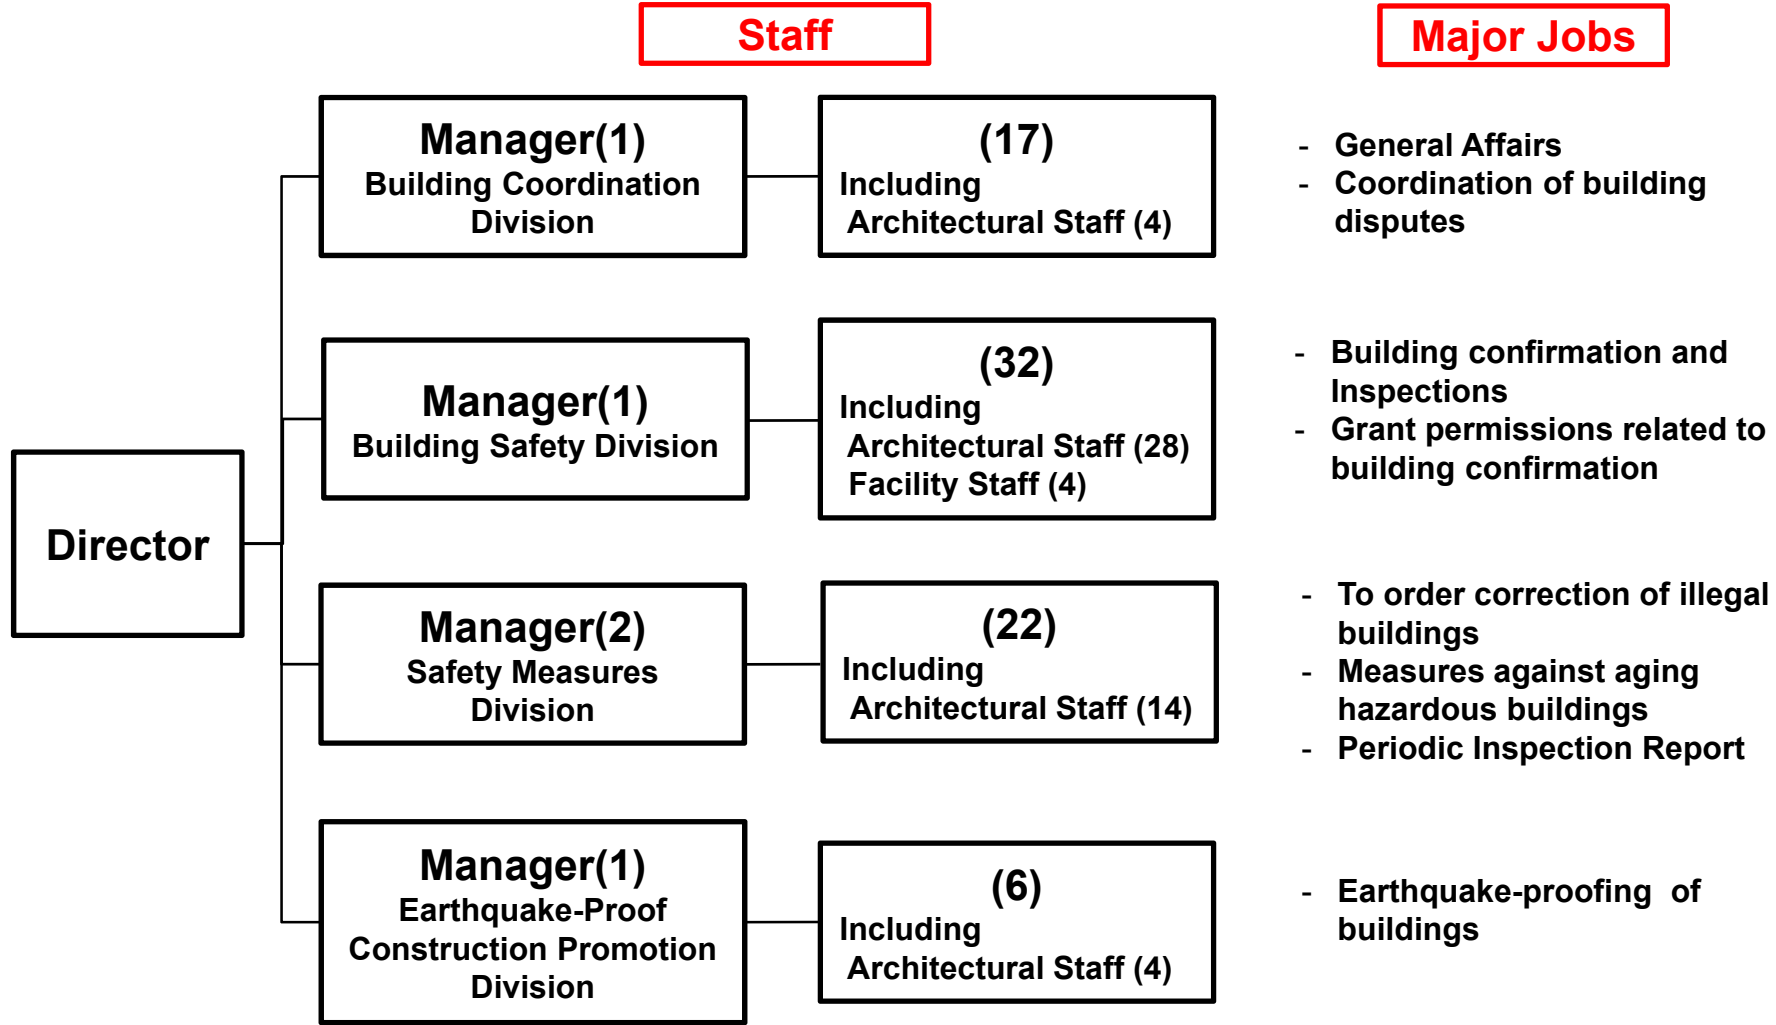 Staff
Major Jobs
Director
Manager(1)
Building Coordination
Division
(17)
Including
Architectural Staff (4)
- General Affairs
- Coordination of building
disputes
Manager(1)
Building Safety Division
(32)
Including
Architectural Staff (28)
Facility Staff (4)
- Building confirmation and
Inspections
- Grant permissions related to
building confirmation
Manager(2)
Safety Measures
Division
(22)
Including
Architectural Staff (14)
- To order correction of illegal
buildings
- Measures against aging
hazardous buildings
- Periodic Inspection Report
Manager(1)
Earthquake-Proof
Construction Promotion
Division
(6)
Including
Architectural Staff (4)
- Earthquake-proofing of
buildings